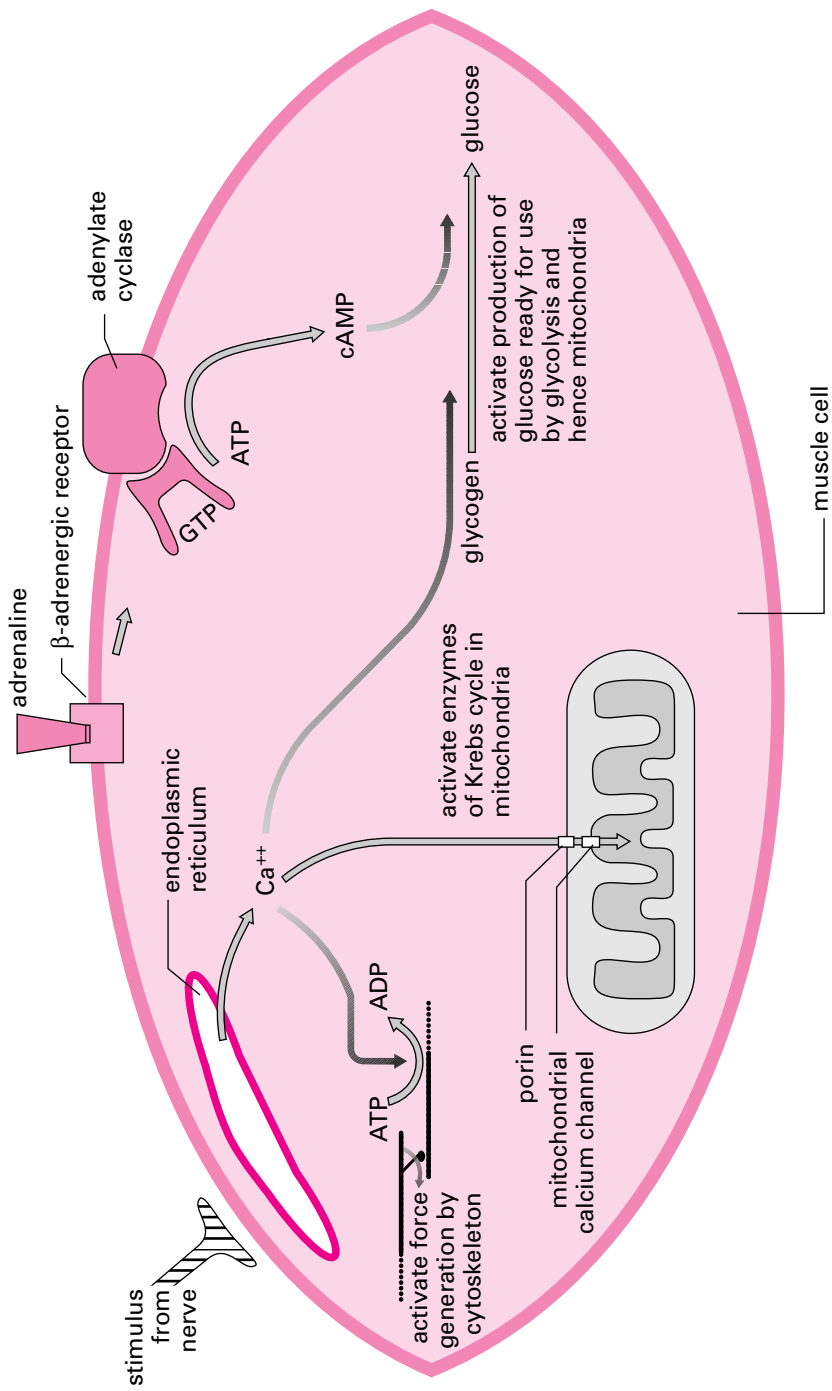 stimulus
from
nerve
endoplasmic
reticulum
adrenaline
β-adrenergic receptor
adenylate
cyclase
GTP
ATP
cAMP
Ca++
ATP
ADP
activate force
generation by
cytoskeleton
activate enzymes
of Krebs cycle in
mitochondria
glycogen
glucose
activate production of
glucose ready for use
by glycolysis and
hence mitochondria
porin
mitochondrial
calcium channel
muscle cell